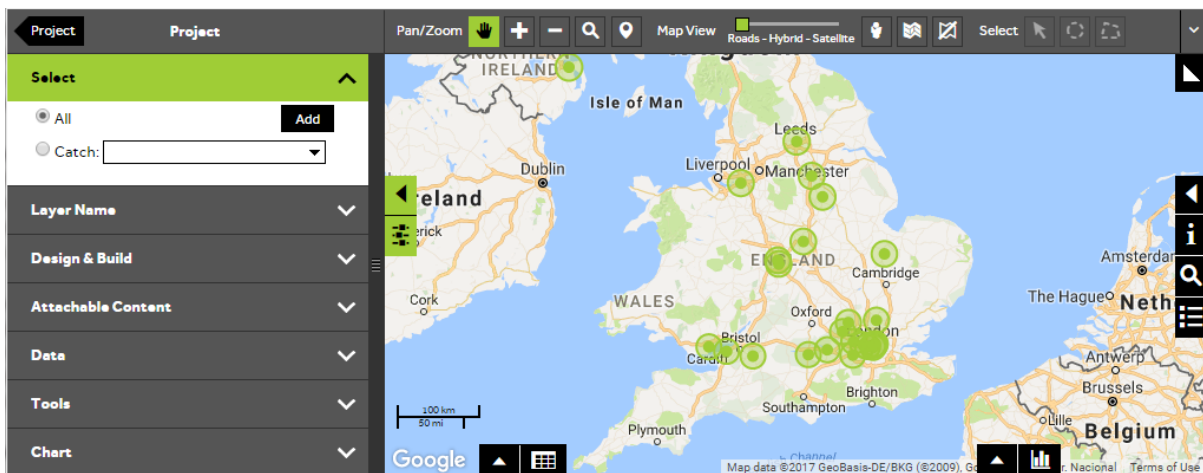 Project
Project
Pan/Zoom
Map View
Roads - Hybrid - Satellite
Select
Select
All
Add
Catch:
Layer Name
Design & Build
Attachable Content
Data
Tools
Chart
NORTHERN
IRELAND
Isle of Man
Leeds
Liverpool
Manchester
Dublin
reland
erick
Cork
ENGLAND
Cambridge
WALES
Oxford
London
Bristol
Cardiff
Brighton
Southampton
Plymouth
Channel
Amsterdam
The Hague
Neth
Antwerp
Brussels
Lille
Belgium
100 km
50 mi
Google
Map data ©2017 GeoBasis-DE/BKG (©2009), Go
r. Nacional
Terms of Use